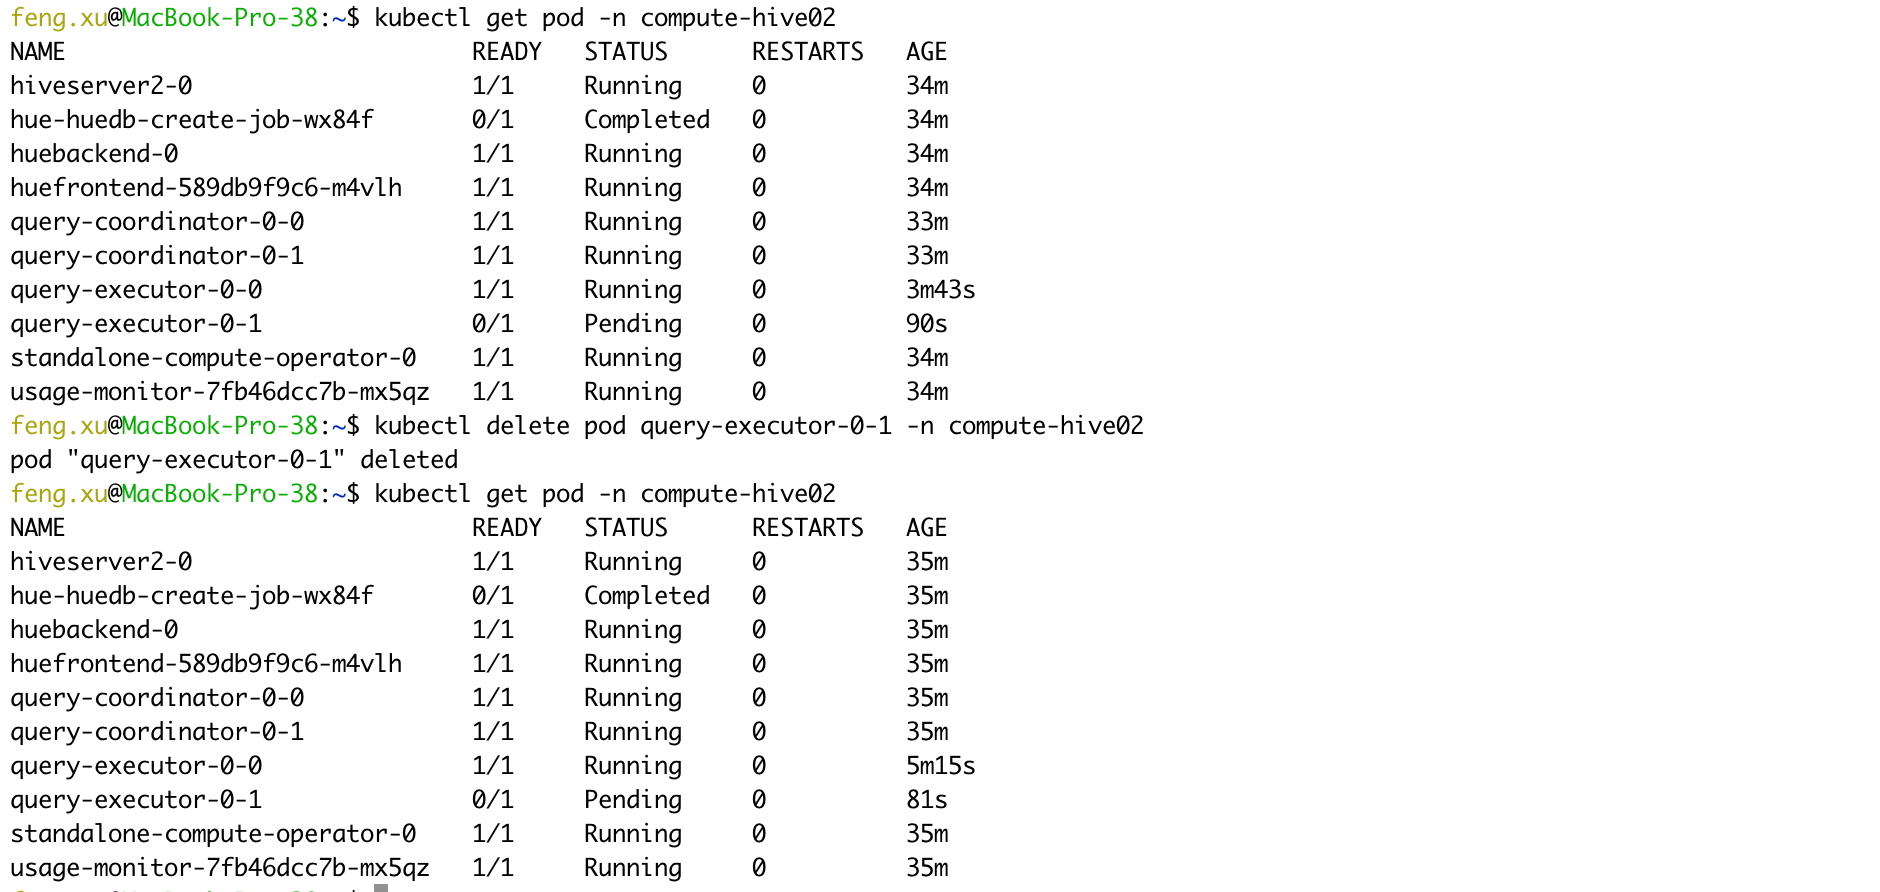 feng.xu@MacBook-Pro-38:~$ kubectl get pod -n compute-hive02
NAME READY STATUS RESTARTS AGE
hiveserver2-0 1/1 Running 0 34m
hue-huedb-create-job-wx84f 0/1 Completed 0 34m
huebackend-0 1/1 Running 0 34m
huefrontend-589db9f9c6-m4vlh 1/1 Running 0 34m
query-coordinator-0-0 1/1 Running 0 33m
query-coordinator-0-1 1/1 Running 0 33m
query-executor-0-0 1/1 Running 0 3m43s
query-executor-0-1 0/1 Pending 0 90s
standalone-compute-operator-0 1/1 Running 0 34m
usage-monitor-7fb46dcc7b-mx5qz 1/1 Running 0 34m
feng.xu@MacBook-Pro-38:~$ kubectl delete pod query-executor-0-1 -n compute-hive02
pod "query-executor-0-1" deleted
feng.xu@MacBook-Pro-38:~$ kubectl get pod -n compute-hive02
NAME READY STATUS RESTARTS AGE
hiveserver2-0 1/1 Running 0 35m
hue-huedb-create-job-wx84f 0/1 Completed 0 35m
huebackend-0 1/1 Running 0 35m
huefrontend-589db9f9c6-m4vlh 1/1 Running 0 35m
query-coordinator-0-0 1/1 Running 0 35m
query-coordinator-0-1 1/1 Running 0 35m
query-executor-0-0 1/1 Running 0 5m15s
query-executor-0-1 0/1 Pending 0 81s
standalone-compute-operator-0 1/1 Running 0 35m
usage-monitor-7fb46dcc7b-mx5qz 1/1 Running 0 35m